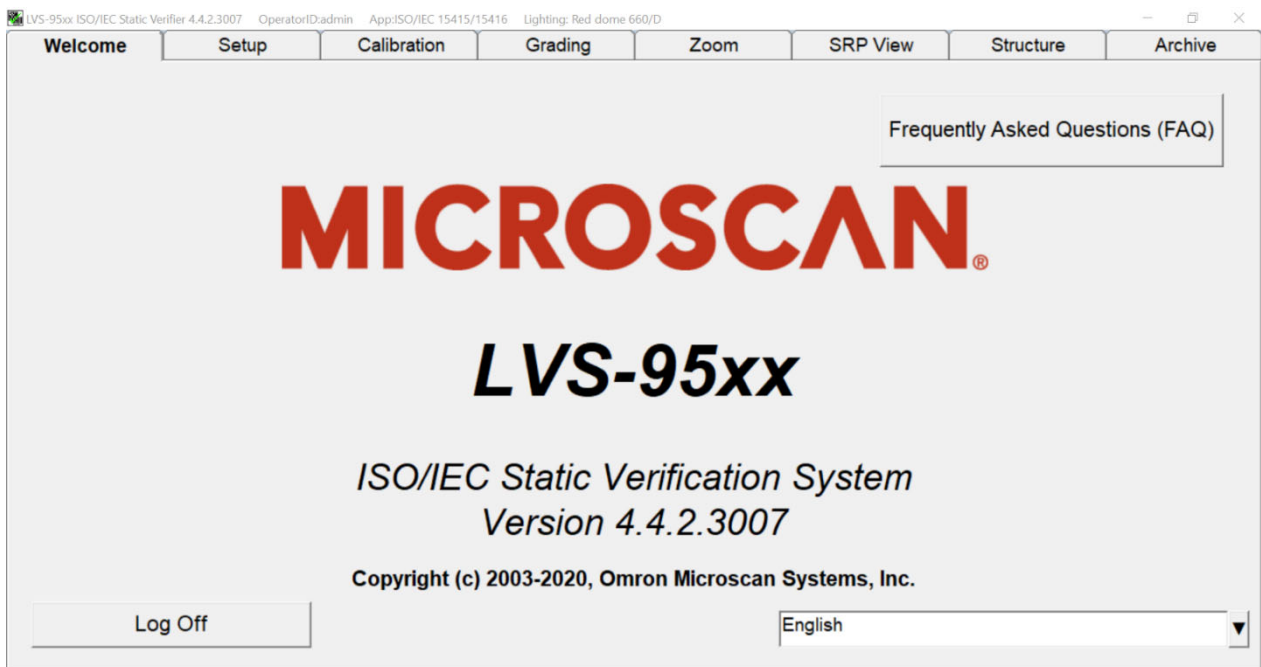 LVS-95xx ISO/IEC Static Verifier 4.4.2.3007 OperatorID:admin App:ISO/IEC 15415/15416 Lighting: Red dome 660/D
Welcome Setup Calibration Grading Zoom SRP View Structure Archive
Frequently Asked Questions (FAQ)
MICROSCAN®
LVS-95xx
ISO/IEC Static Verification System
Version 4.4.2.3007
Copyright (c) 2003-2020, Omron Microscan Systems, Inc.
Log Off English